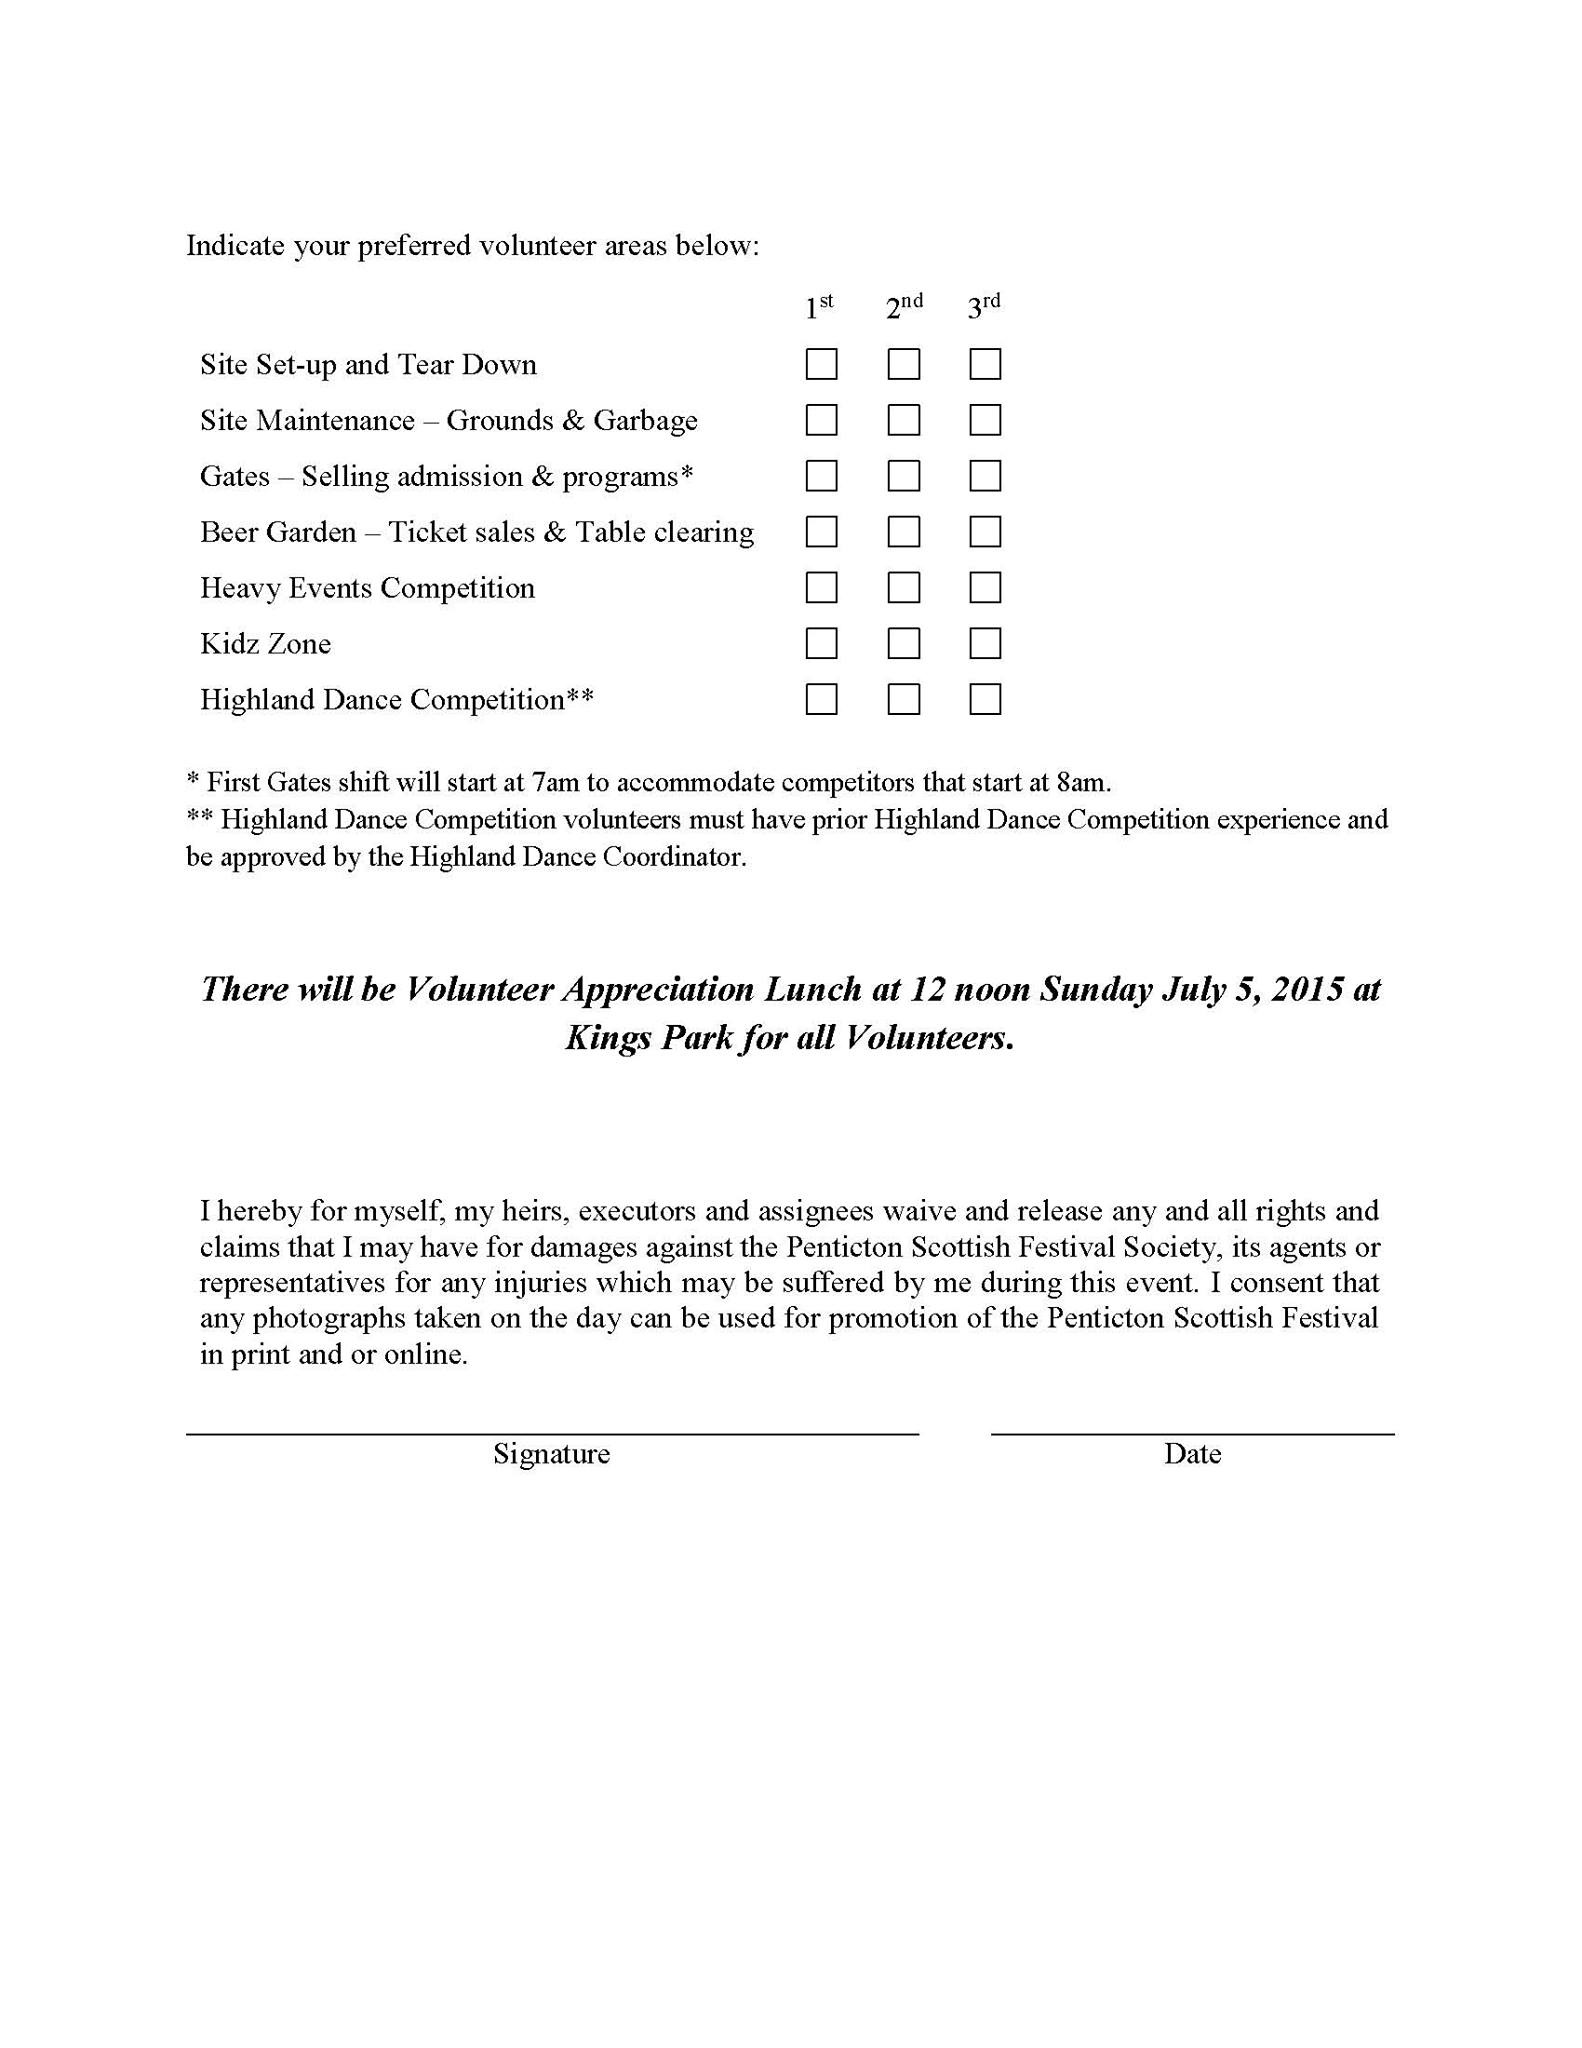 Indicate your preferred volunteer areas below:
1st 2nd 3rd
Site Set-up and Tear Down ☐ ☐ ☐
Site Maintenance – Grounds & Garbage ☐ ☐ ☐
Gates – Selling admission & programs* ☐ ☐ ☐
Beer Garden – Ticket sales & Table clearing ☐ ☐ ☐
Heavy Events Competition ☐ ☐ ☐
Kidz Zone ☐ ☐ ☐
Highland Dance Competition** ☐ ☐ ☐
* First Gates shift will start at 7am to accommodate competitors that start at 8am.
** Highland Dance Competition volunteers must have prior Highland Dance Competition experience and
be approved by the Highland Dance Coordinator.
There will be Volunteer Appreciation Lunch at 12 noon Sunday July 5, 2015 at
Kings Park for all Volunteers.
I hereby for myself, my heirs, executors and assignees waive and release any and all rights and
claims that I may have for damages against the Penticton Scottish Festival Society, its agents or
representatives for any injuries which may be suffered by me during this event. I consent that
any photographs taken on the day can be used for promotion of the Penticton Scottish Festival
in print and or online.
Signature Date